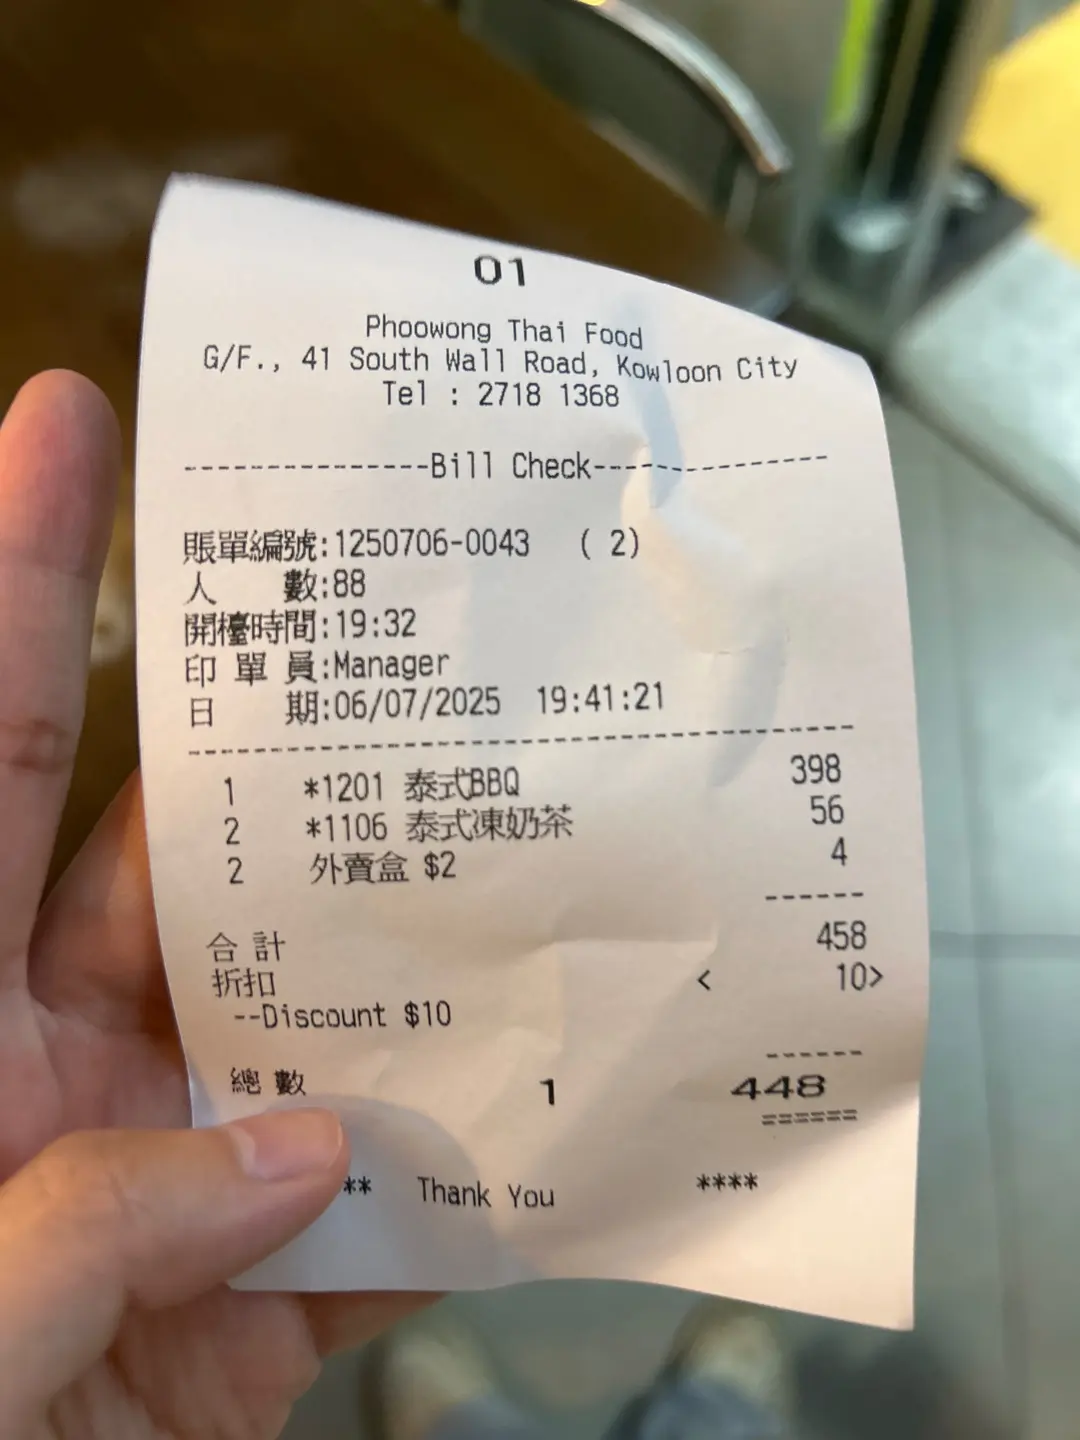 01
Phoowong Thai Food
G/F., 41 South Wall Road, Kowloon City
Tel : 2718 1368
---------------Bill Check---------------
賬單編號:1250706-0043 ( 2)
人 數:88
開檯時間:19:32
印 單 員:Manager
日 期:06/07/2025 19:41:21
------------------------------------------
1 *1201 泰式BBQ 398
2 *1106 泰式凍奶茶 56
2 外賣盒 $2 4
------
合 計 458
折扣 < 10>
--Discount $10
------
總 數 1 448
======
** Thank You ****